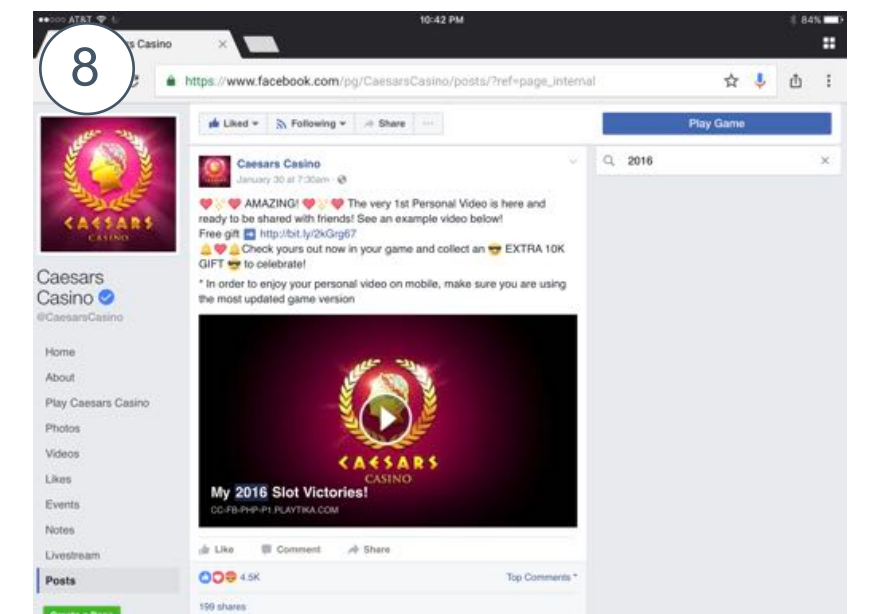 AT&T 10:42 PM 84%
8
Casino ×
https://www.facebook.com/pg/CaesarsCasino/posts/?ref=page_internal
Liked Following Share ...
Play Game
2016 ×
CAESARS
CASINO
Caesars
Casino
@CaesarsCasino
Home
About
Play Caesars Casino
Photos
Videos
Likes
Events
Notes
Livestream
Posts
Create a Page
Caesars Casino
January 30 at 7:30am ·
AMAZING! The very 1st Personal Video is here and
ready to be shared with friends! See an example video below!
Free gift ➡ http://bit.ly/2kGrg67
Check yours out now in your game and collect an EXTRA 10K
GIFT to celebrate!
* In order to enjoy your personal video on mobile, make sure you are using
the most updated game version
CAESARS
CASINO
My 2016 Slot Victories!
CC-FB-PHP-P1.PLAYTIKA.COM
Like Comment Share
4.5K Top Comments
199 shares